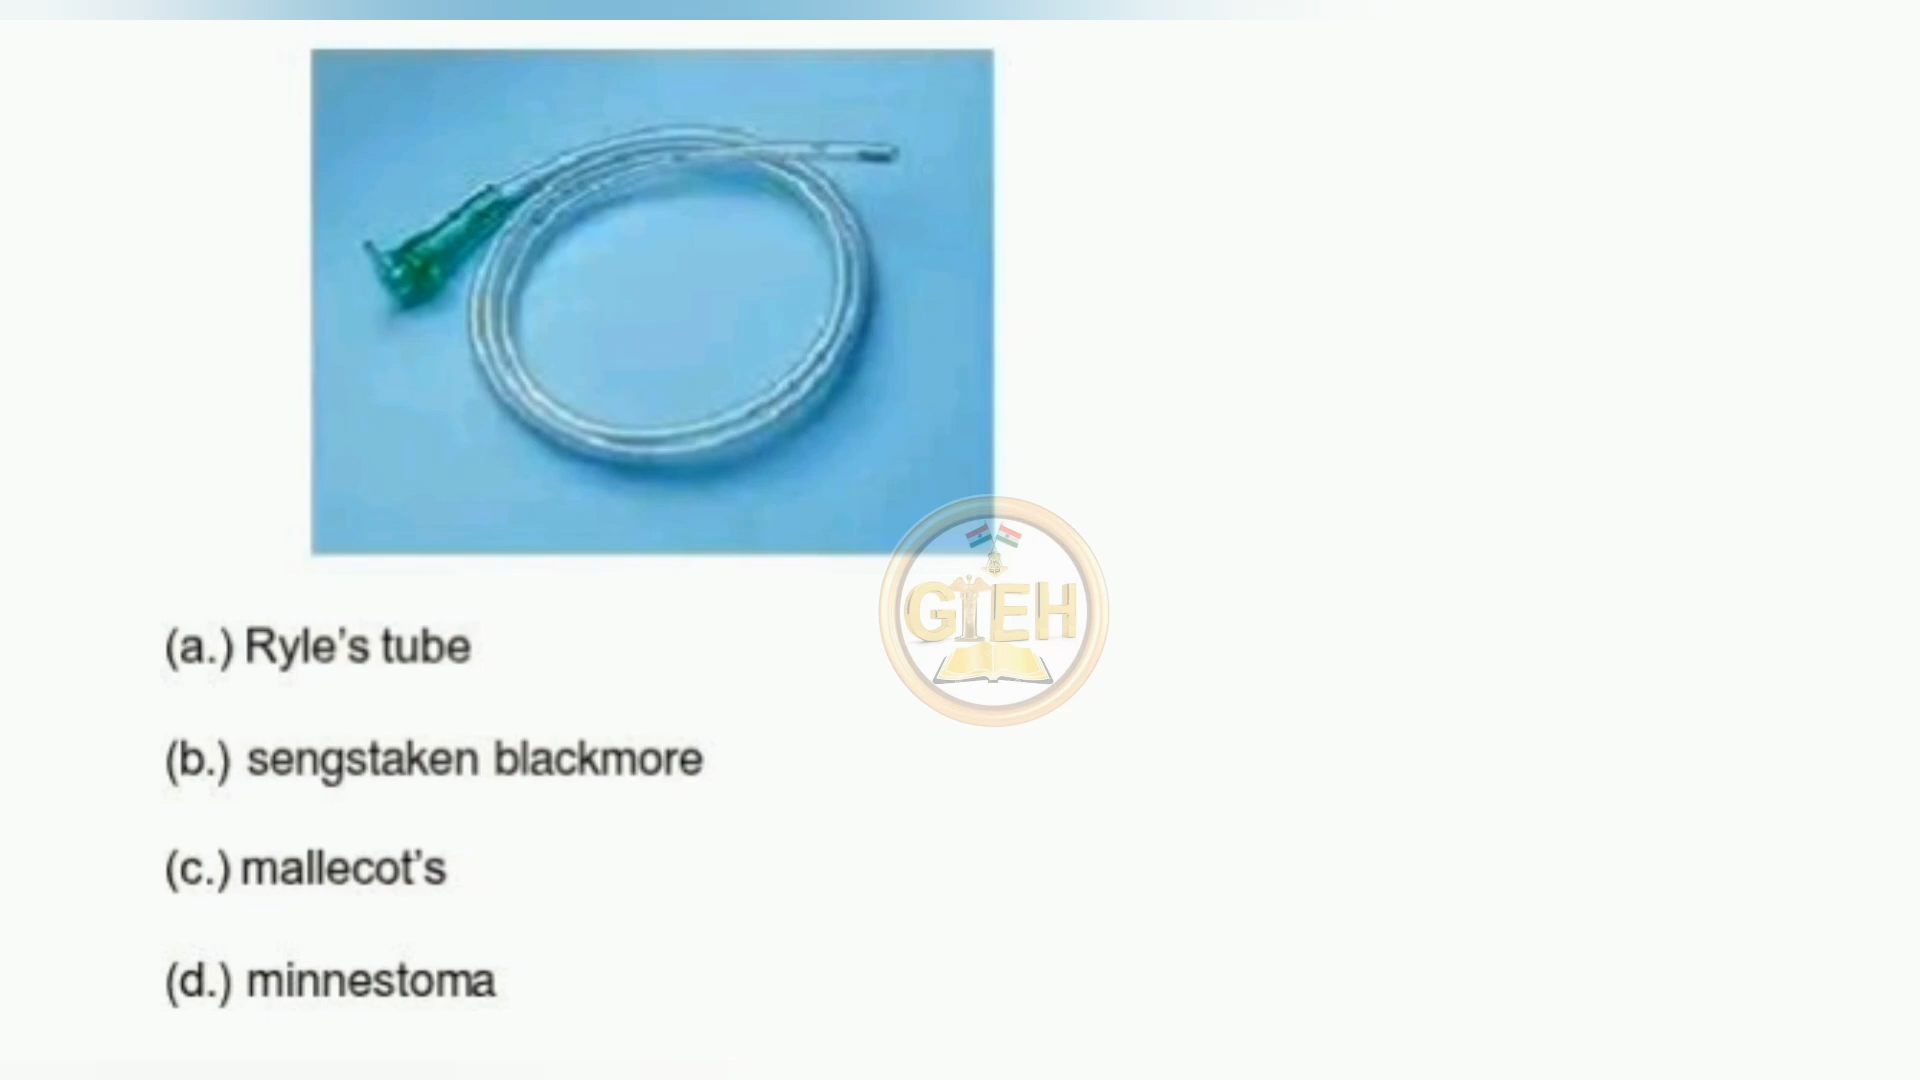 GIEH
(a.) Ryle's tube
(b.) sengstaken blackmore
(c.) mallecot's
(d.) minnestoma